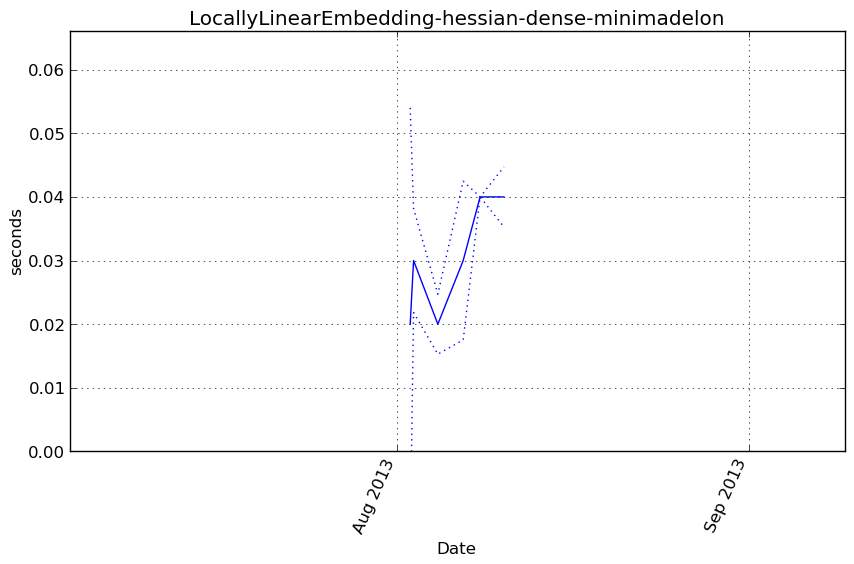 LocallyLinearEmbedding-hessian-dense-minimadelon
0.06
0.05
0.04
0.03
0.02
0.01
0.00
seconds
Aug 2013
Sep 2013
Date